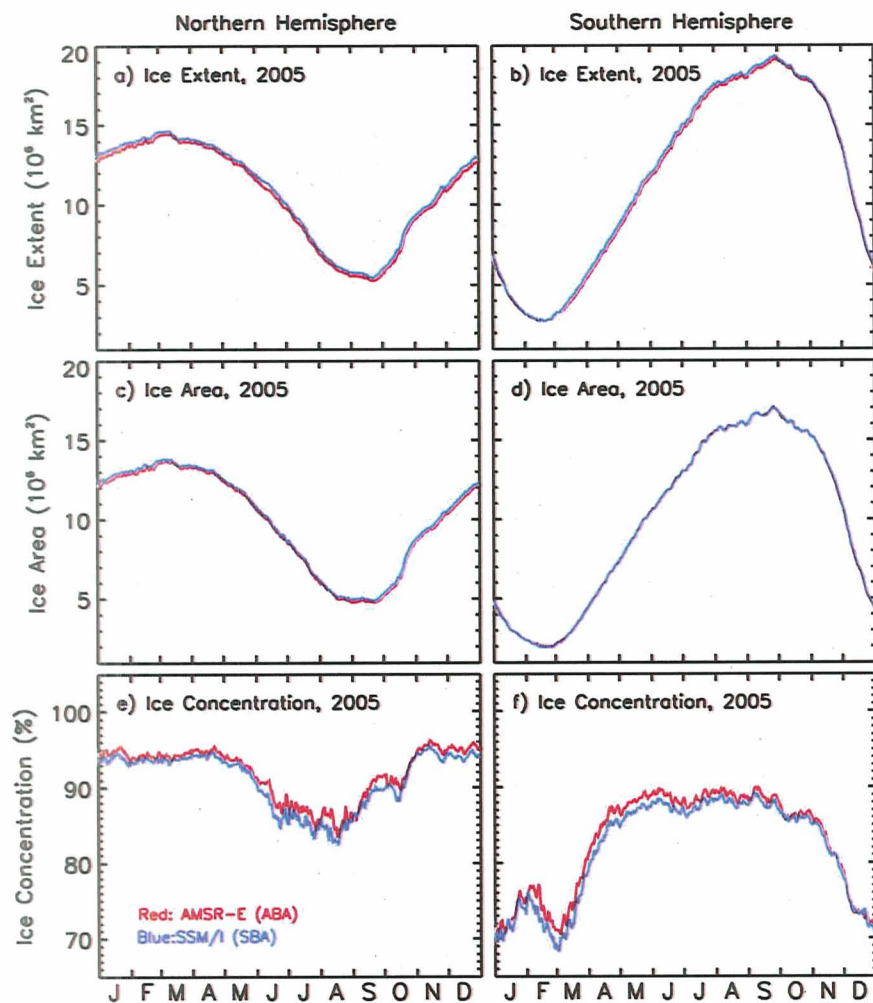 Northern Hemisphere
Southern Hemisphere
20
15
10
5
Ice Extent (10⁶ km²)
a) Ice Extent, 2005
b) Ice Extent, 2005
20
15
10
5
Ice Area (10⁶ km²)
c) Ice Area, 2005
d) Ice Area, 2005
100
90
80
70
Ice Concentration (%)
e) Ice Concentration, 2005
f) Ice Concentration, 2005
Red: AMSR-E (ABA)
Blue:SSM/I (SBA)
J F M A M J J A S O N D
J F M A M J J A S O N D